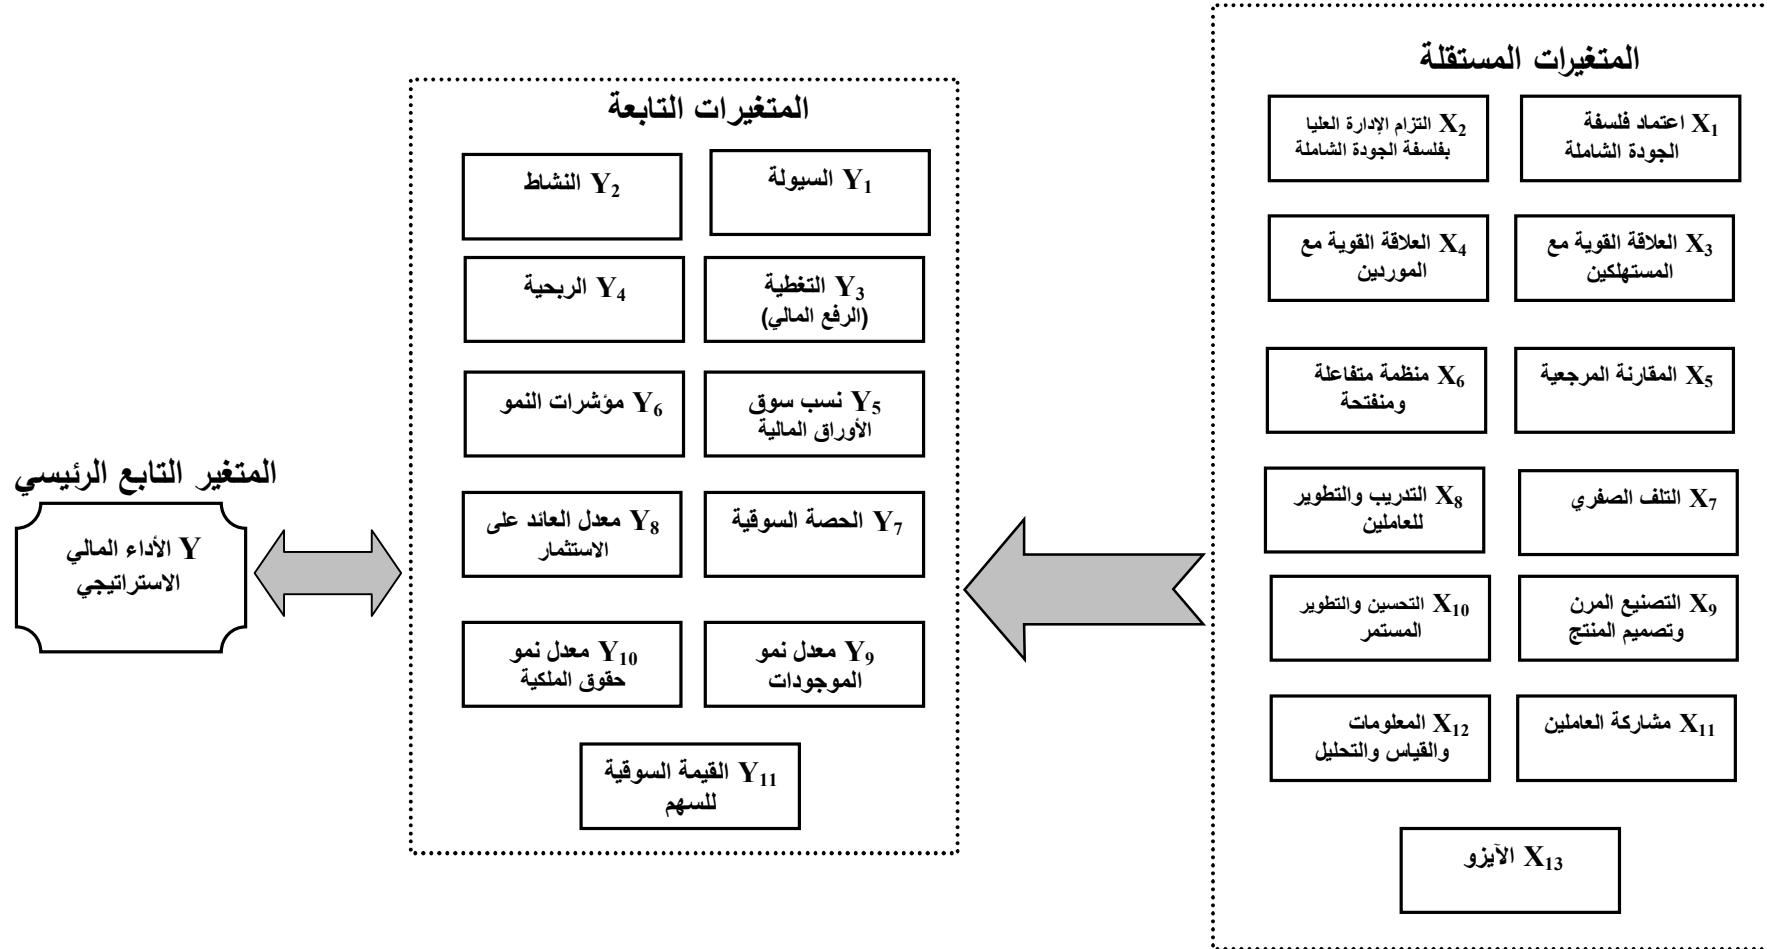 المتغيرات المستقلة
X1 اعتماد فلسفة
الجودة الشاملة
X2 التزام الإدارة العليا
بفلسفة الجودة الشاملة
X3 العلاقة القوية مع
المستهلكين
X4 العلاقة القوية مع
الموردين
X5 المقارنة المرجعية
X6 منظمة متفاعلة
ومنفتحة
X7 التلف الصفري
X8 التدريب والتطوير
للعاملين
X9 التصنيع المرن
وتصميم المنتج
X10 التحسين والتطوير
المستمر
X11 مشاركة العاملين
X12 المعلومات
والقياس والتحليل
X13 الآيزو
المتغيرات التابعة
Y1 السيولة
Y2 النشاط
Y3 التغطية
(الرفع المالي)
Y4 الربحية
Y5 نسب سوق
الأوراق المالية
Y6 مؤشرات النمو
Y7 الحصة السوقية
Y8 معدل العائد على
الاستثمار
Y9 معدل نمو
الموجودات
Y10 معدل نمو
حقوق الملكية
Y11 القيمة السوقية
للسهم
المتغير التابع الرئيسي
Y الأداء المالي
الاستراتيجي